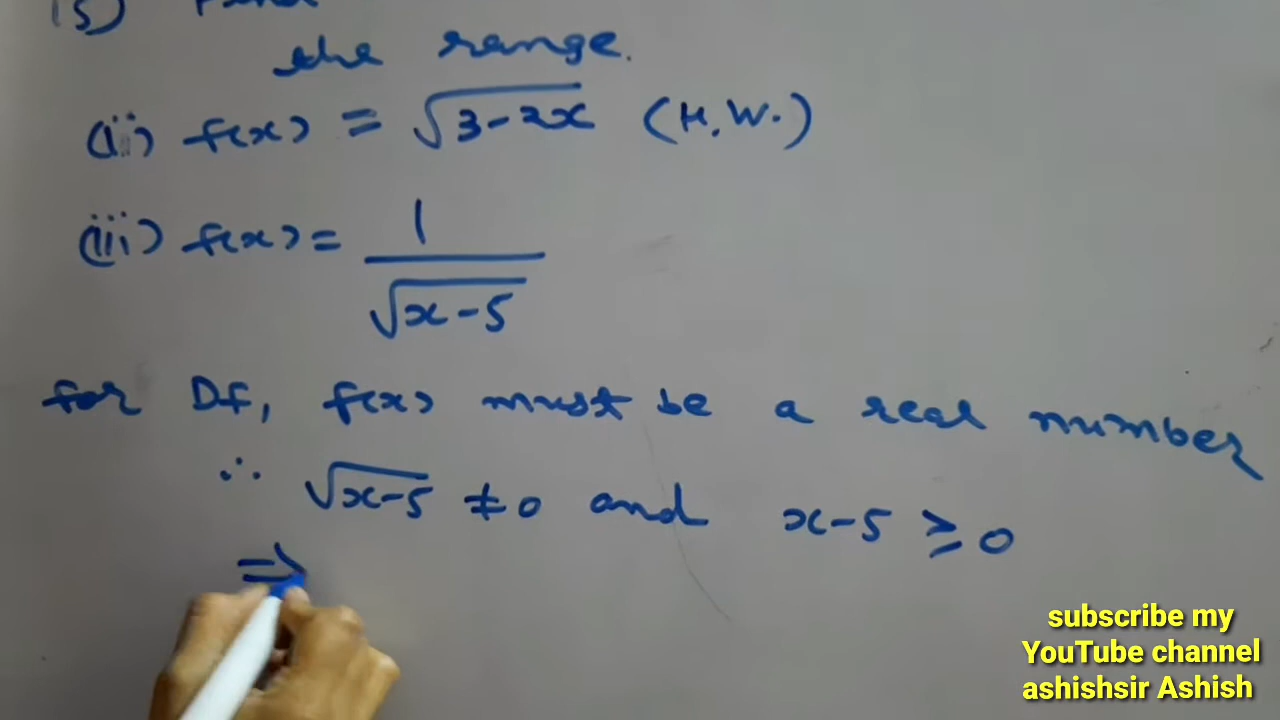 15)
the range.
(ii) f(x) = √3-2x (H.W.)
(iii) f(x) = 1/√x-5
for Df, f(x) must be a real number
∴ √x-5 ≠ 0 and x-5 ≥ 0
⇒
subscribe my
YouTube channel
ashishsir Ashish